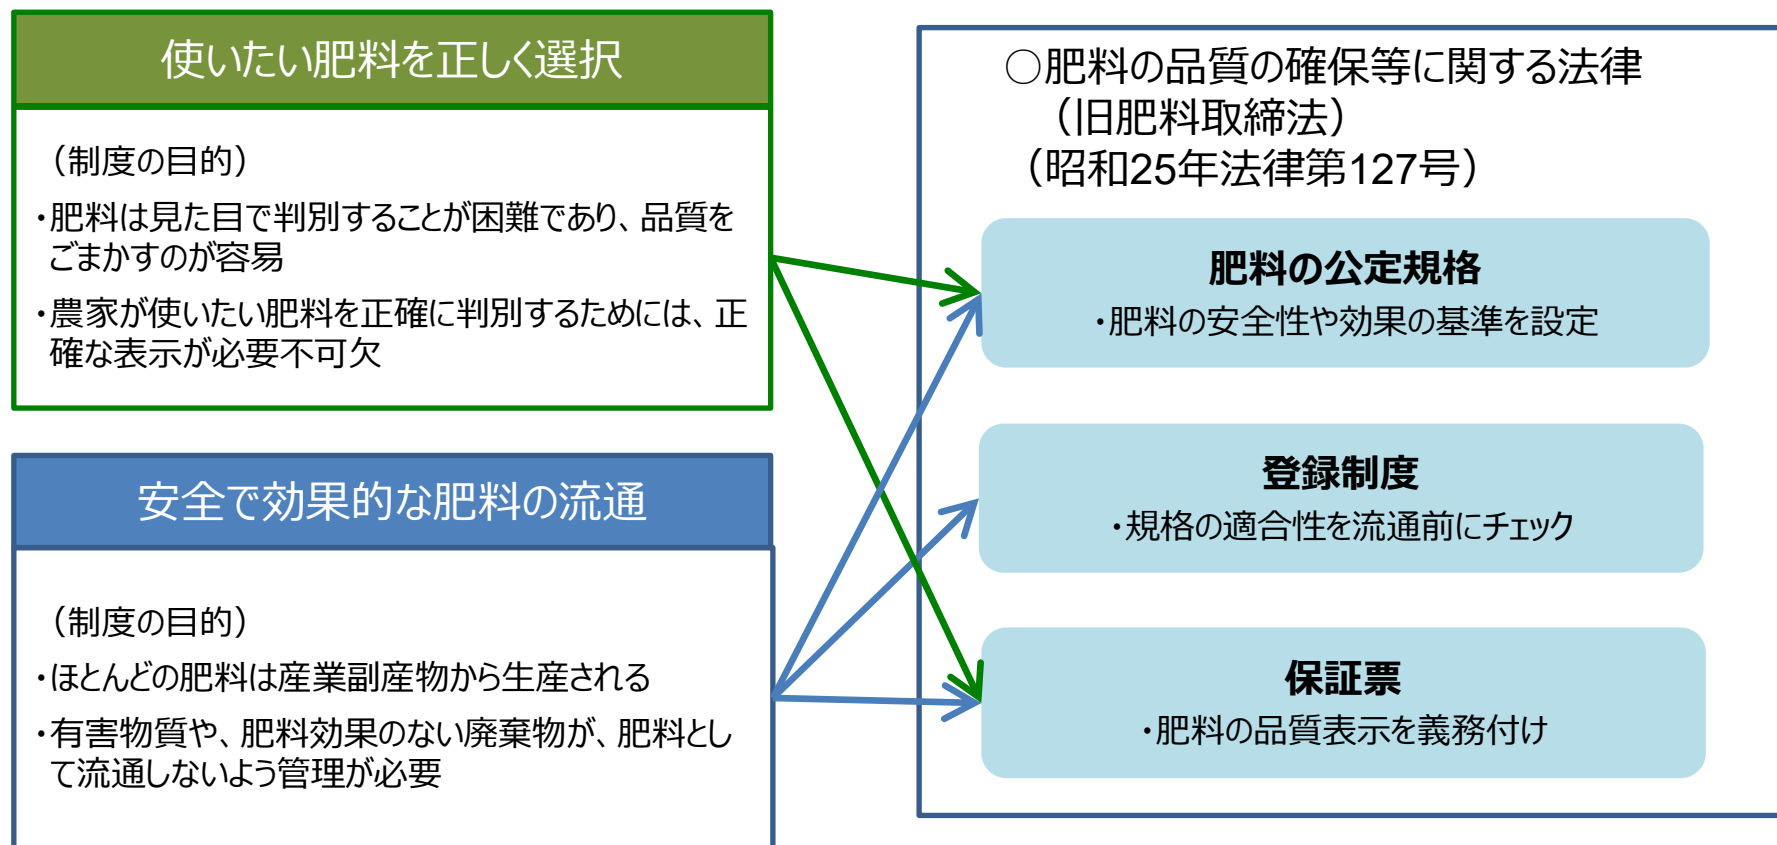 使いたい肥料を正しく選択
（制度の目的）
・肥料は見た目で判別することが困難であり、品質を
ごまかすのが容易
・農家が使いたい肥料を正確に判別するためには、正
確な表示が必要不可欠
安全で効果的な肥料の流通
（制度の目的）
・ほとんどの肥料は産業副産物から生産される
・有害物質や、肥料効果のない廃棄物が、肥料とし
て流通しないよう管理が必要
○肥料の品質の確保等に関する法律
（旧肥料取締法）
（昭和25年法律第127号）
肥料の公定規格
・肥料の安全性や効果の基準を設定
登録制度
・規格の適合性を流通前にチェック
保証票
・肥料の品質表示を義務付け